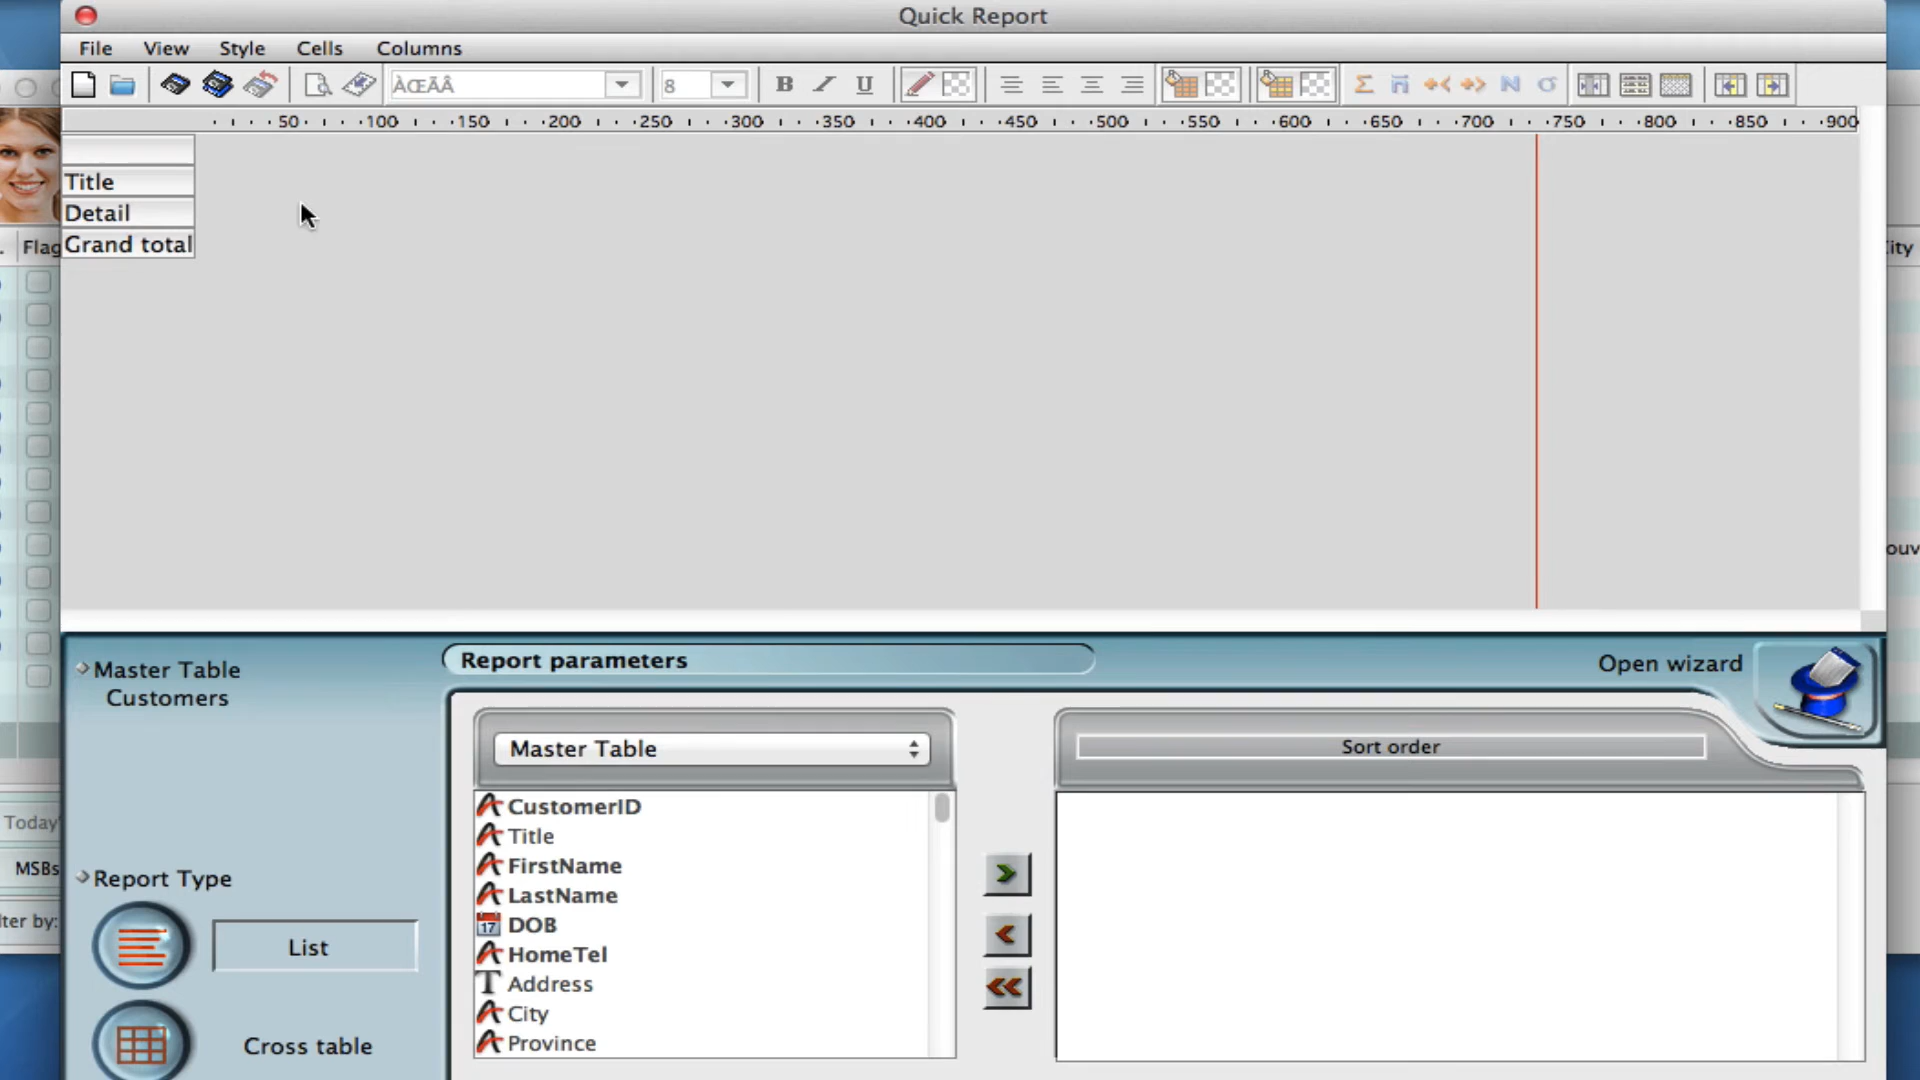 Quick Report
File View Style Cells Columns
ÀŒÃÂ 8 B I U
50 100 150 200 250 300 350 400 450 500 550 600 650 700 750 800 850 900
Title
Detail
Grand total
Flag
ity
ouv
Today'
MSBs
lter by:
Master Table
Customers
Report Type
List
Cross table
Report parameters
Open wizard
Master Table
CustomerID
Title
FirstName
LastName
17 DOB
HomeTel
Address
City
Province
Sort order